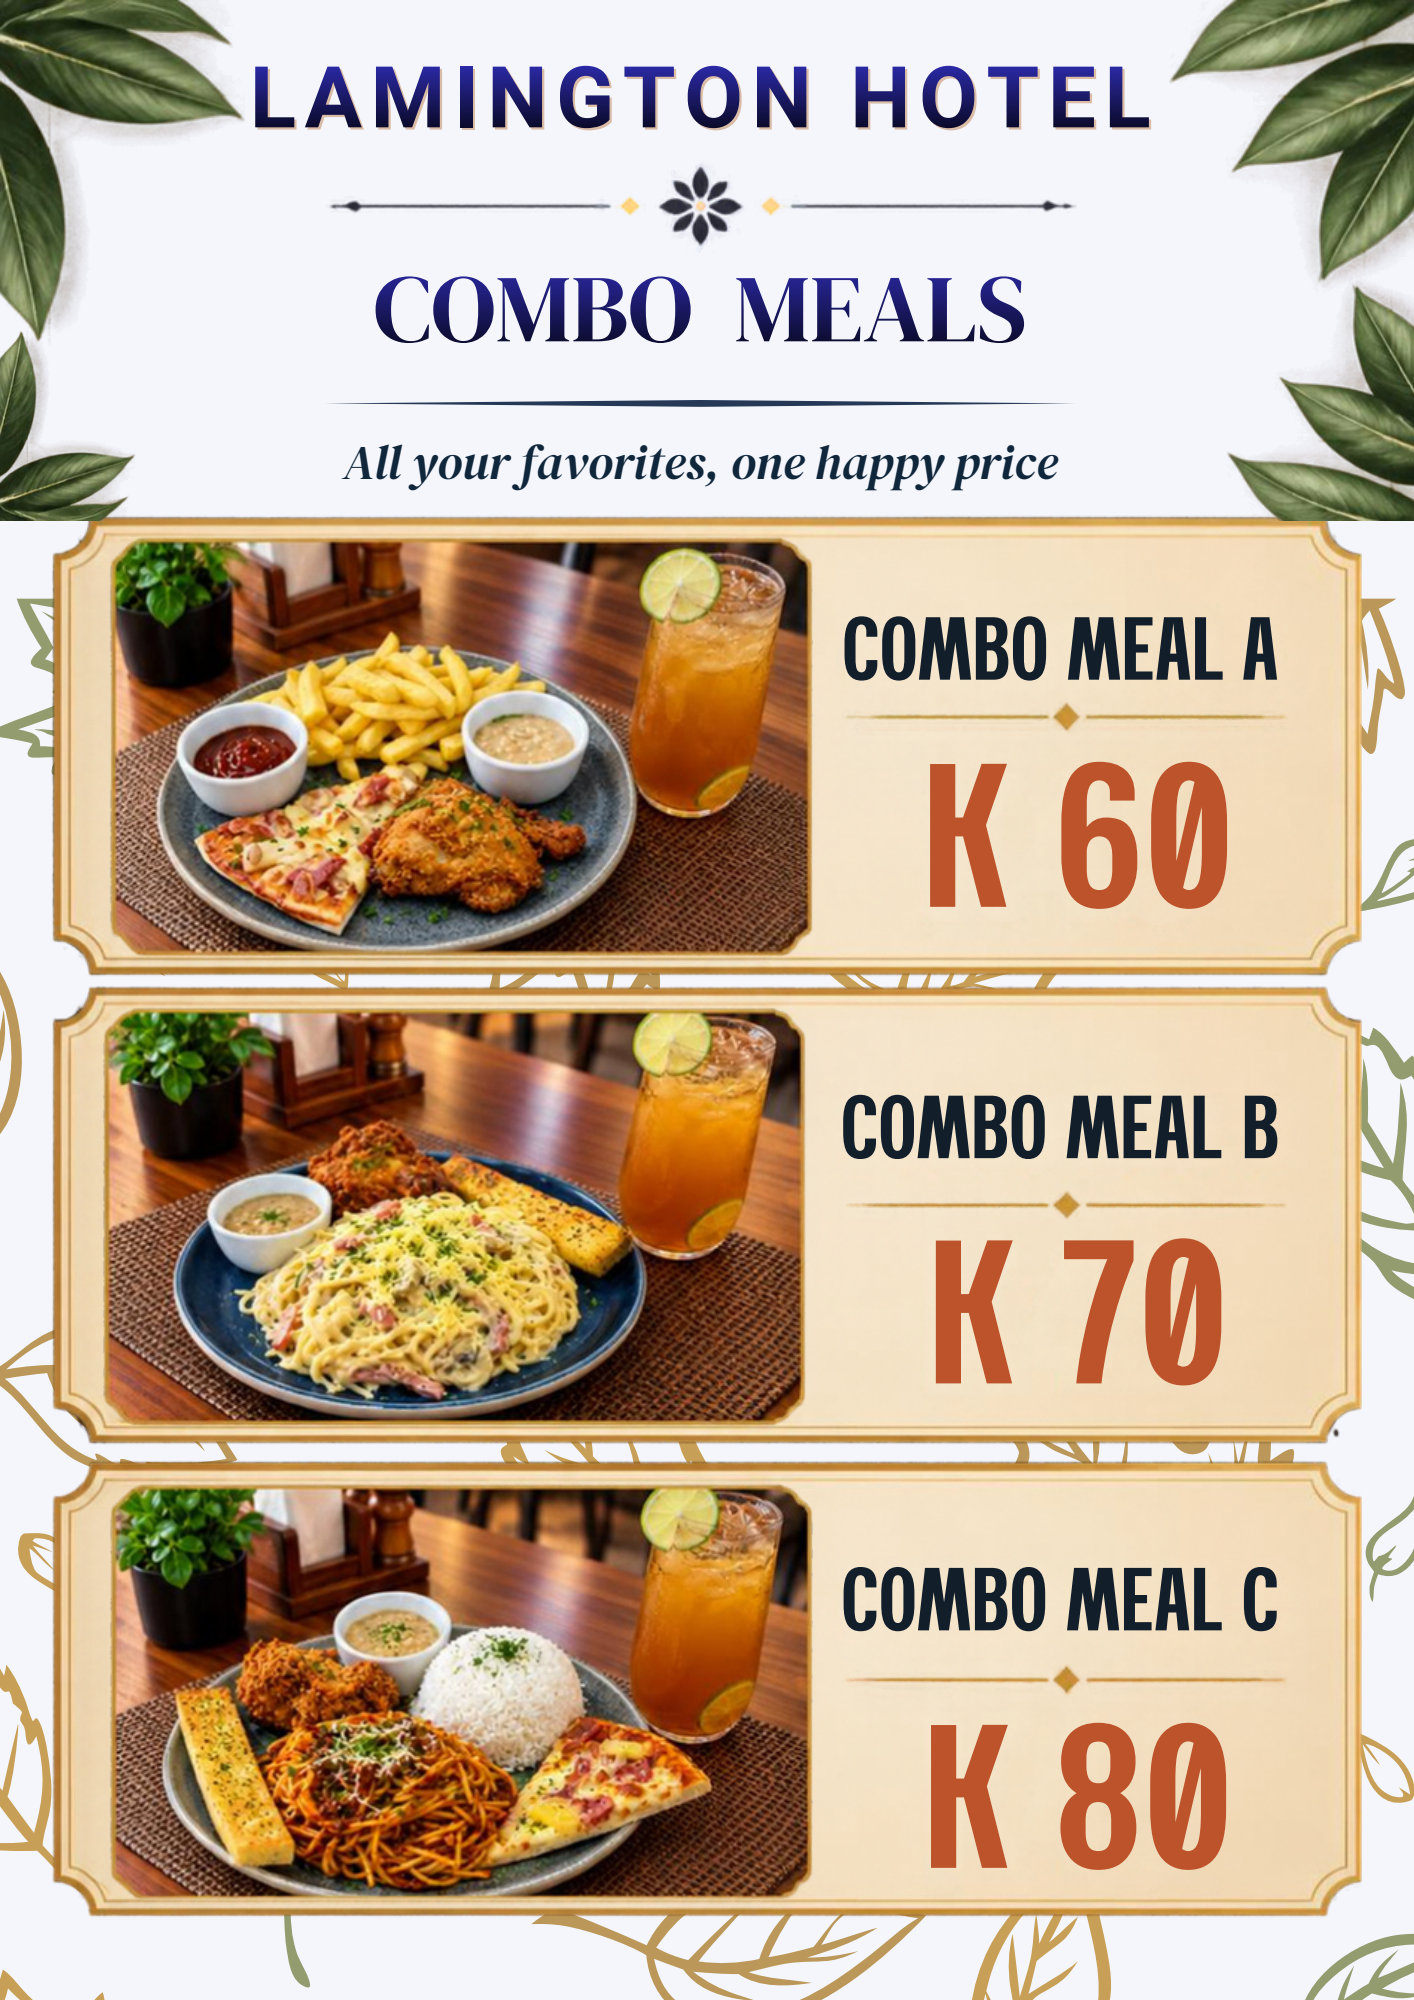 LAMINGTON HOTEL
COMBO MEALS
All your favorites, one happy price
COMBO MEAL A
K 60
COMBO MEAL B
K 70
COMBO MEAL C
K 80